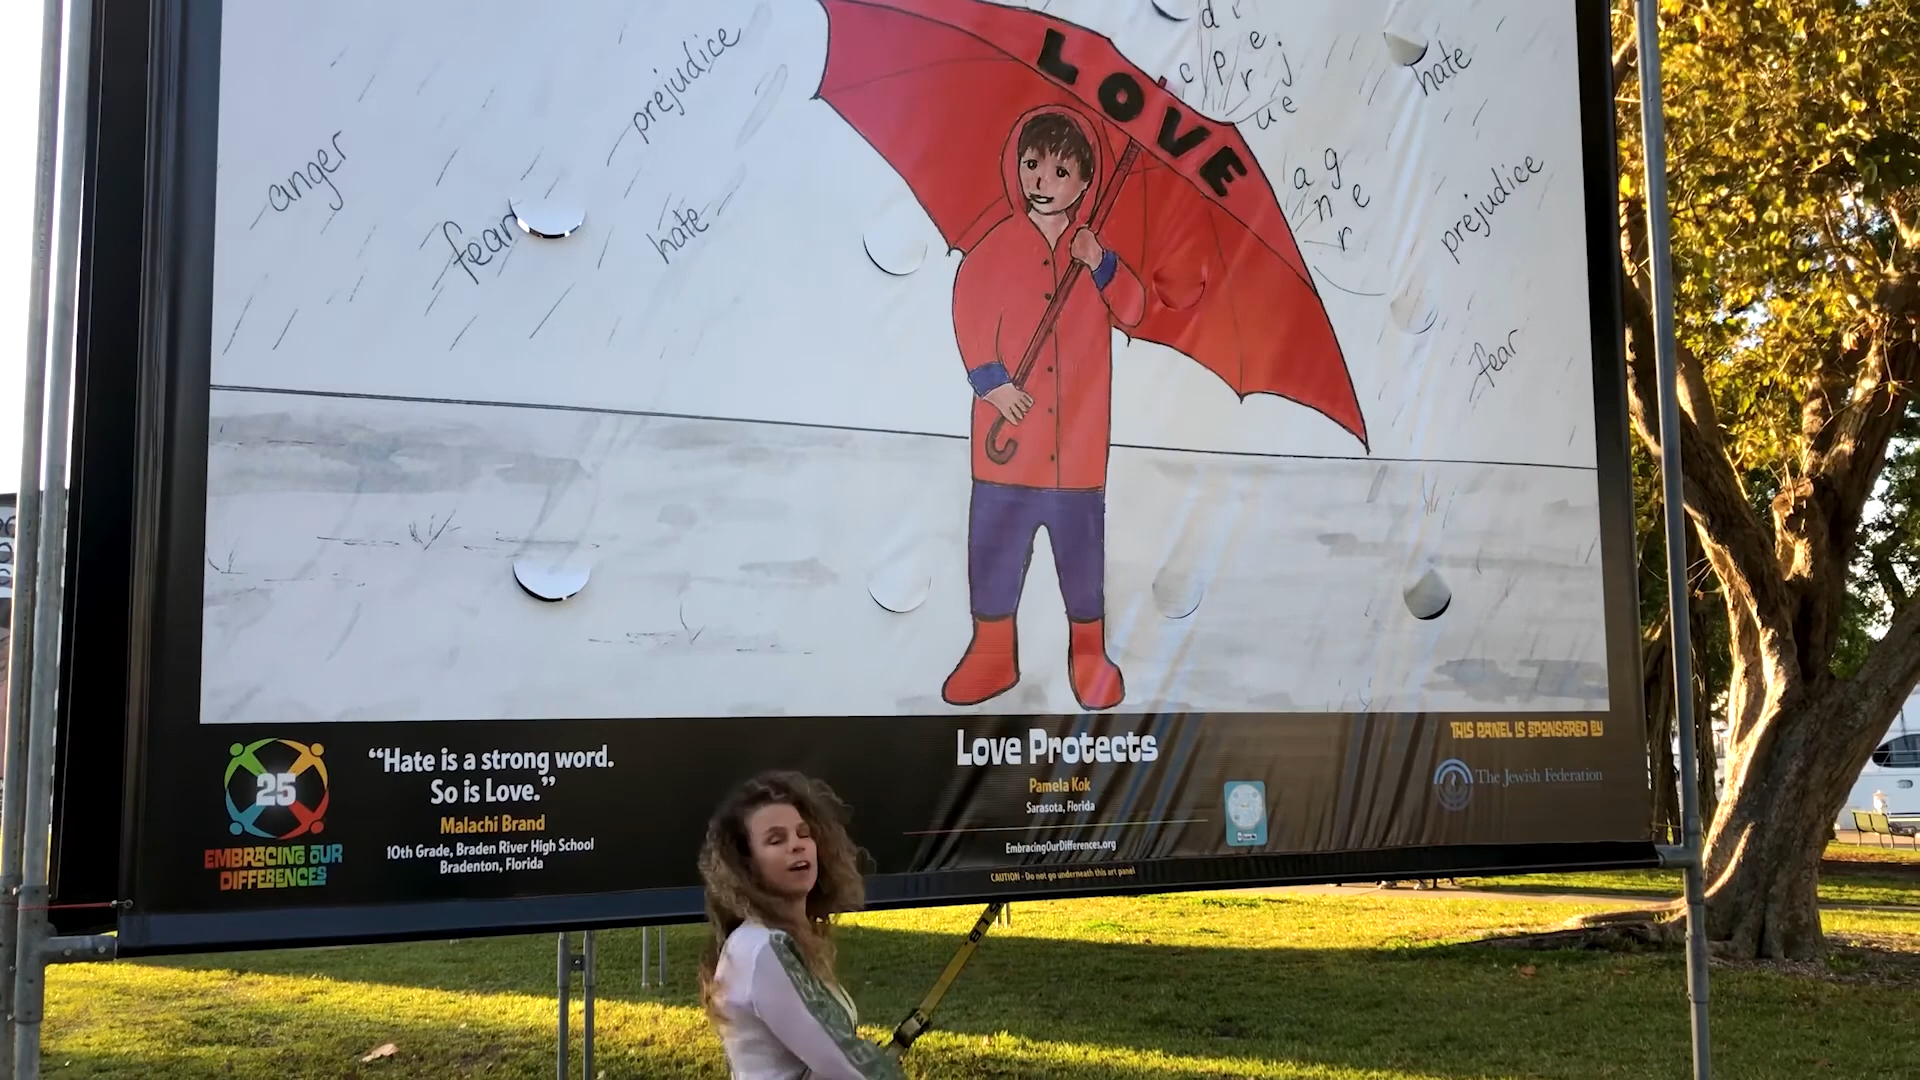 LOVE
prejudice
hate
anger
prejudice
anger
fear
hate
fear
25
EMBRACING OUR
DIFFERENCES
“Hate is a strong word.
So is Love.”
Malachi Brand
10th Grade, Braden River High School
Bradenton, Florida
Love Protects
Pamela Kok
Sarasota, Florida
EmbracingOurDifferences.org
CAUTION - Do not go underneath this art panel
THIS PANEL IS SPONSORED BY
The Jewish Federation